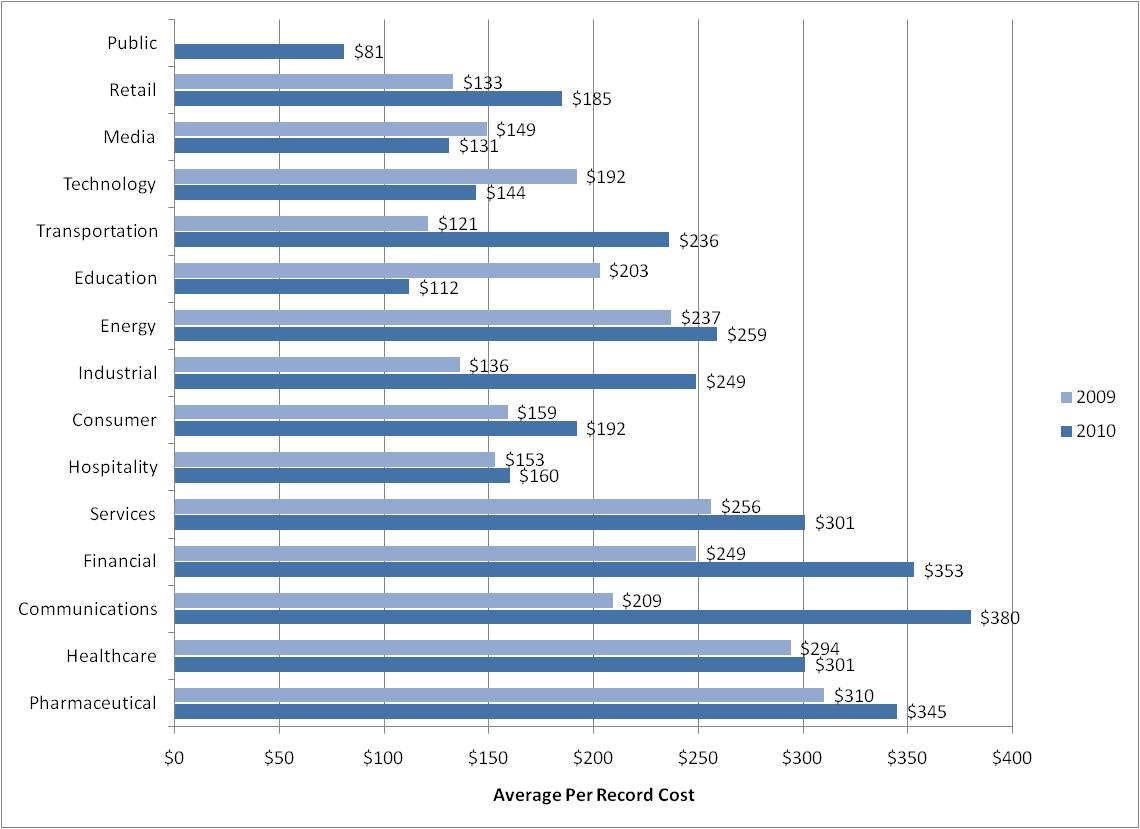 Public
$81
Retail
$133
$185
Media
$149
$131
Technology
$192
$144
Transportation
$121
$236
Education
$203
$112
Energy
$237
$259
Industrial
$136
$249
Consumer
$159
$192
Hospitality
$153
$160
Services
$256
$301
Financial
$249
$353
Communications
$209
$380
Healthcare
$294
$301
Pharmaceutical
$310
$345
2009
2010
$0 $50 $100 $150 $200 $250 $300 $350 $400
Average Per Record Cost